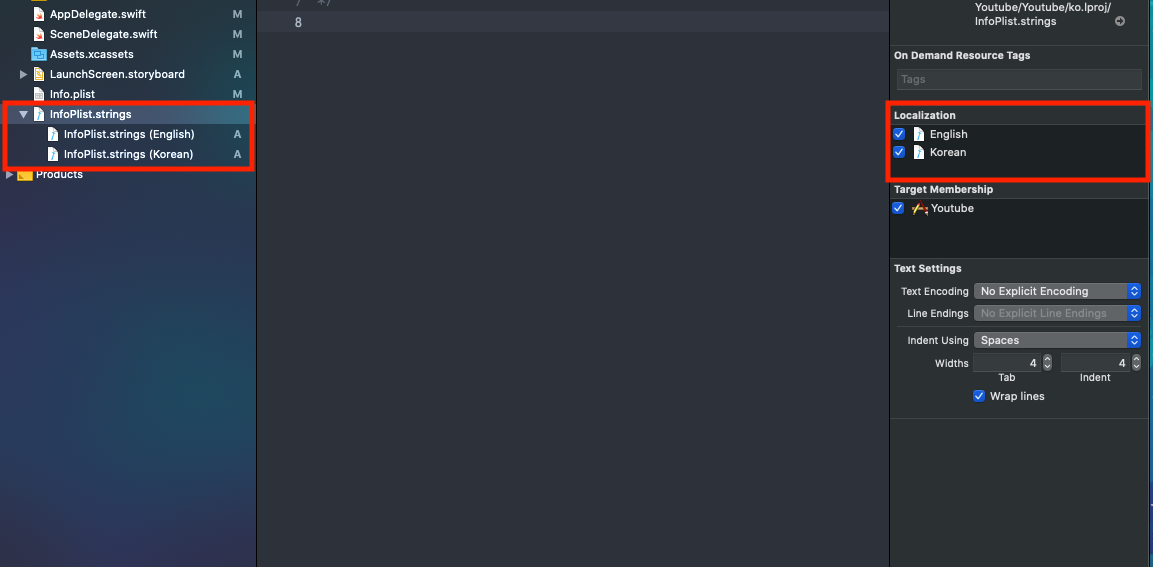 AppDelegate.swift M
SceneDelegate.swift M
Assets.xcassets M
LaunchScreen.storyboard A
Info.plist M
InfoPlist.strings
InfoPlist.strings (English) A
InfoPlist.strings (Korean) A
Products
7 */
8
Youtube/Youtube/ko.lproj/
InfoPlist.strings
On Demand Resource Tags
Tags
Localization
English
Korean
Target Membership
Youtube
Text Settings
Text Encoding No Explicit Encoding
Line Endings No Explicit Line Endings
Indent Using Spaces
Widths 4 4
Tab Indent
Wrap lines